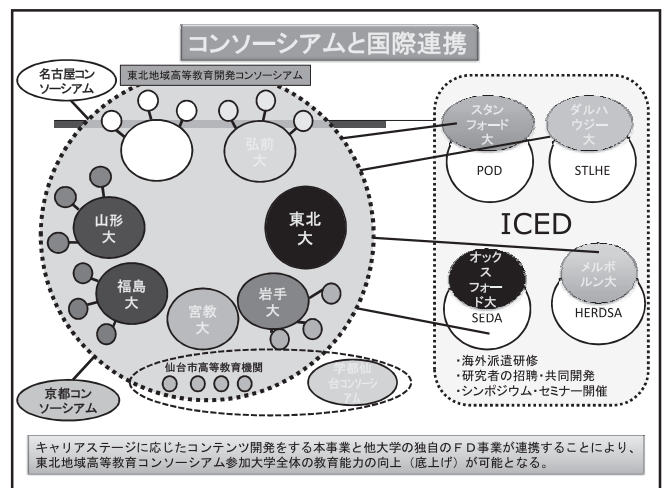 コンソーシアムと国際連携
名古屋コン
ソーシアム
東北地域高等教育開発コンソーシアム
弘前
大
山形
大
東北
大
福島
大
宮教
大
岩手
大
仙台市高等教育機関
学都仙
台コンソーシ
アム
京都コン
ソーシアム
スタン
フォード
大
POD
ダルハ
ウジー
大
STLHE
ICED
オック
ス
フォー
ド大
SEDA
メルボ
ルン大
HERDSA
・海外派遣研修
・研究者の招聘・共同開発
・シンポジウム・セミナー開催
キャリアステージに応じたコンテンツ開発をする本事業と他大学の独自のＦＤ事業が連携することにより、
東北地域高等教育コンソーシアム参加大学全体の教育能力の向上（底上げ）が可能となる。